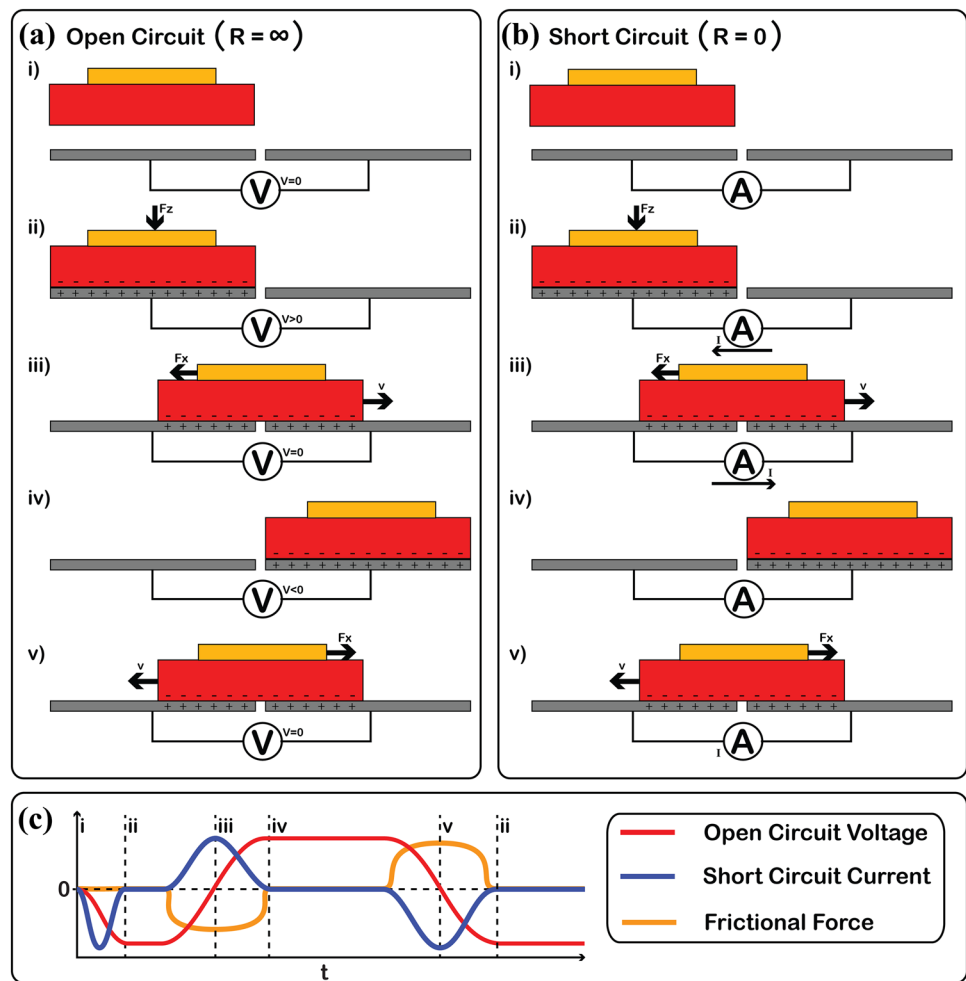 (a) Open Circuit (R = ∞)
i)
V
V=0
ii)
Fz
- - - - - - - - - - - -
+ + + + + + + + + + + +
V
V>0
iii)
Fx
v
- - - - - - - - - - - -
+ + + + + + + + + + + +
V
V=0
iv)
- - - - - - - - - - - -
+ + + + + + + + + + + +
V
V<0
v)
Fx
v
- - - - - - - - - - - -
+ + + + + + + + + + + +
V
V=0
(b) Short Circuit (R = 0)
i)
A
ii)
Fz
- - - - - - - - - - - -
+ + + + + + + + + + + +
A
I
iii)
Fx
v
- - - - - - - - - - - -
+ + + + + + + + + + + +
A
I
iv)
- - - - - - - - - - - -
+ + + + + + + + + + + +
A
v)
Fx
v
- - - - - - - - - - - -
+ + + + + + + + + + + +
I A
(c)
i ii iii iv v ii
0
t
Open Circuit Voltage
Short Circuit Current
Frictional Force